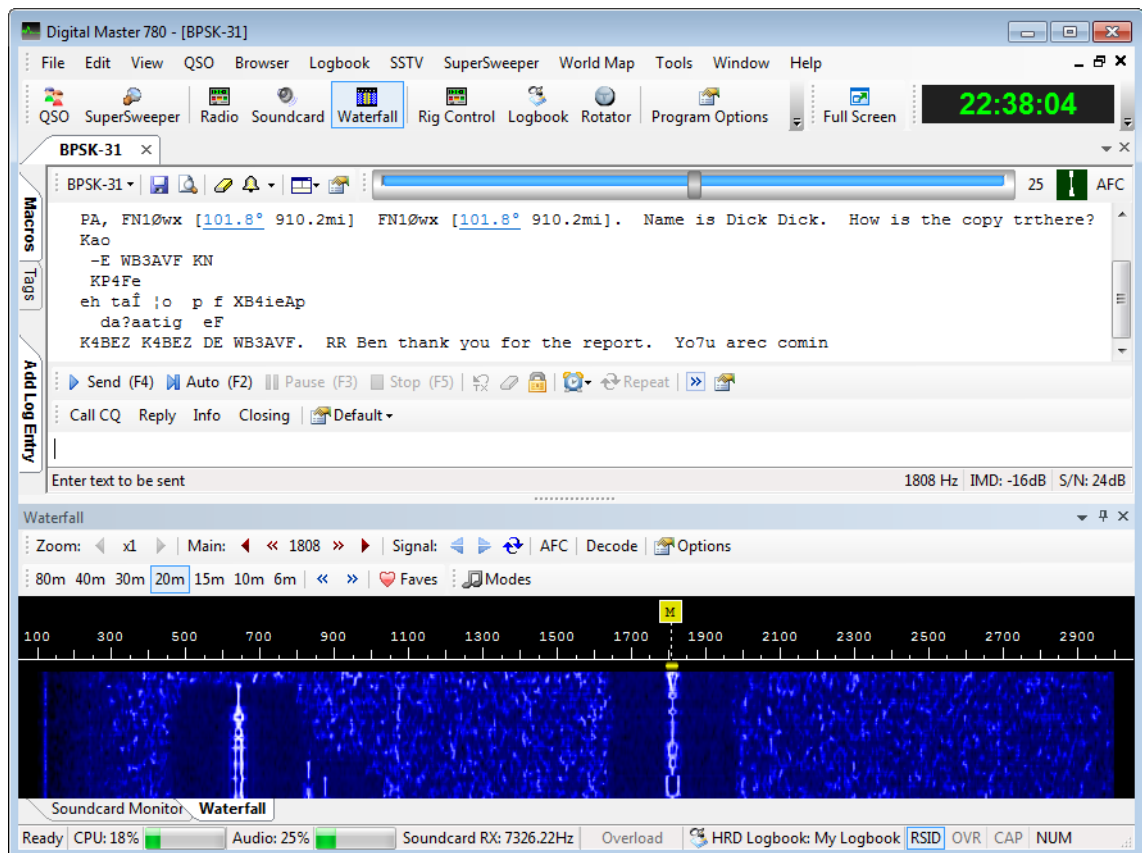 Digital Master 780 - [BPSK-31]
File Edit View QSO Browser Logbook SSTV SuperSweeper World Map Tools Window Help
QSO SuperSweeper Radio Soundcard Waterfall Rig Control Logbook Rotator Program Options Full Screen 22:38:04
BPSK-31
BPSK-31 25 AFC
Macros
Tags
Add Log Entry
PA, FN1Øwx [101.8° 910.2mi] FN1Øwx [101.8° 910.2mi]. Name is Dick Dick. How is the copy trthere?
Kao
-E WB3AVF KN
KP4Fe
eh taÎ ¦o p f XB4ieAp
da?aatig eF
K4BEZ K4BEZ DE WB3AVF. RR Ben thank you for the report. Yo7u arec comin
Send (F4) Auto (F2) Pause (F3) Stop (F5) Repeat
Call CQ Reply Info Closing Default
Enter text to be sent 1808 Hz IMD: -16dB S/N: 24dB
Waterfall
Zoom: x1 Main: 1808 Signal: AFC Decode Options
80m 40m 30m 20m 15m 10m 6m Faves Modes
M
100 300 500 700 900 1100 1300 1500 1700 1900 2100 2300 2500 2700 2900
Soundcard Monitor Waterfall
Ready CPU: 18% Audio: 25% Soundcard RX: 7326.22Hz Overload HRD Logbook: My Logbook RSID OVR CAP NUM